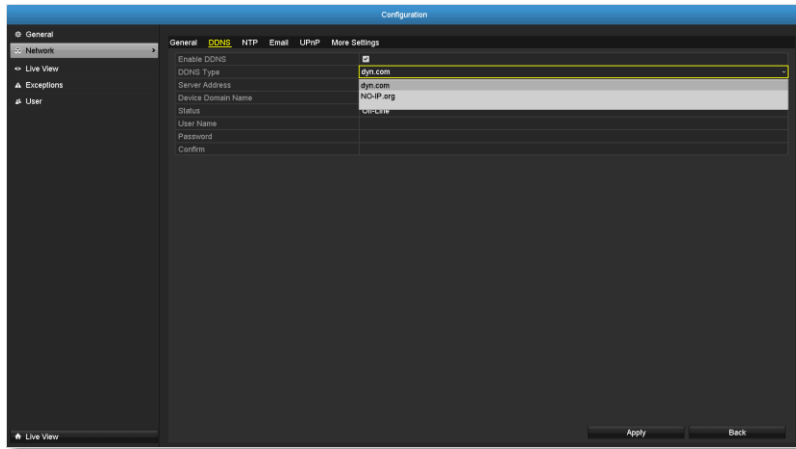 Configuration
General
Network
Live View
Exceptions
User
General DDNS NTP Email UPnP More Settings
Enable DDNS
DDNS Type dyn.com
Server Address dyn.com
Device Domain Name NO-IP.org
Status Off-Line
User Name
Password
Confirm
Live View
Apply Back